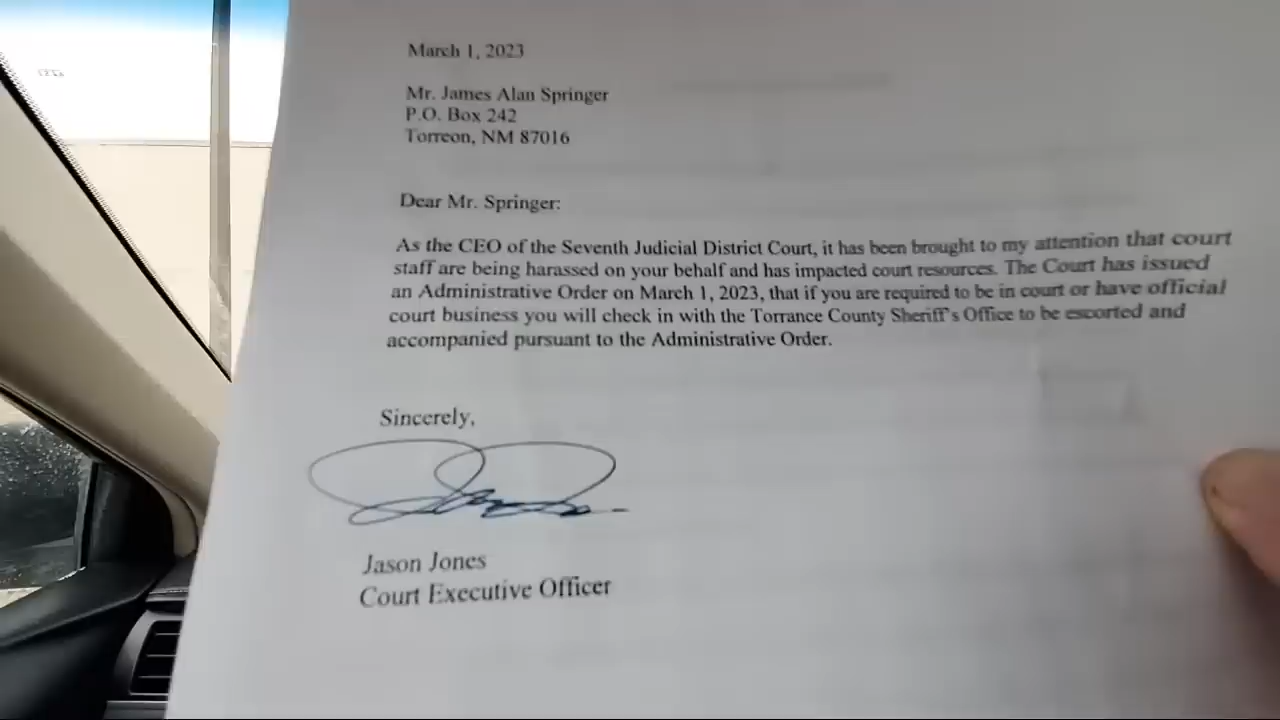 March 1, 2023
Mr. James Alan Springer
P.O. Box 242
Torreon, NM 87016
Dear Mr. Springer:
As the CEO of the Seventh Judicial District Court, it has been brought to my attention that court
staff are being harassed on your behalf and has impacted court resources. The Court has issued
an Administrative Order on March 1, 2023, that if you are required to be in court or have official
court business you will check in with the Torrance County Sheriff's Office to be escorted and
accompanied pursuant to the Administrative Order.
Sincerely,
Jason Jones
Court Executive Officer